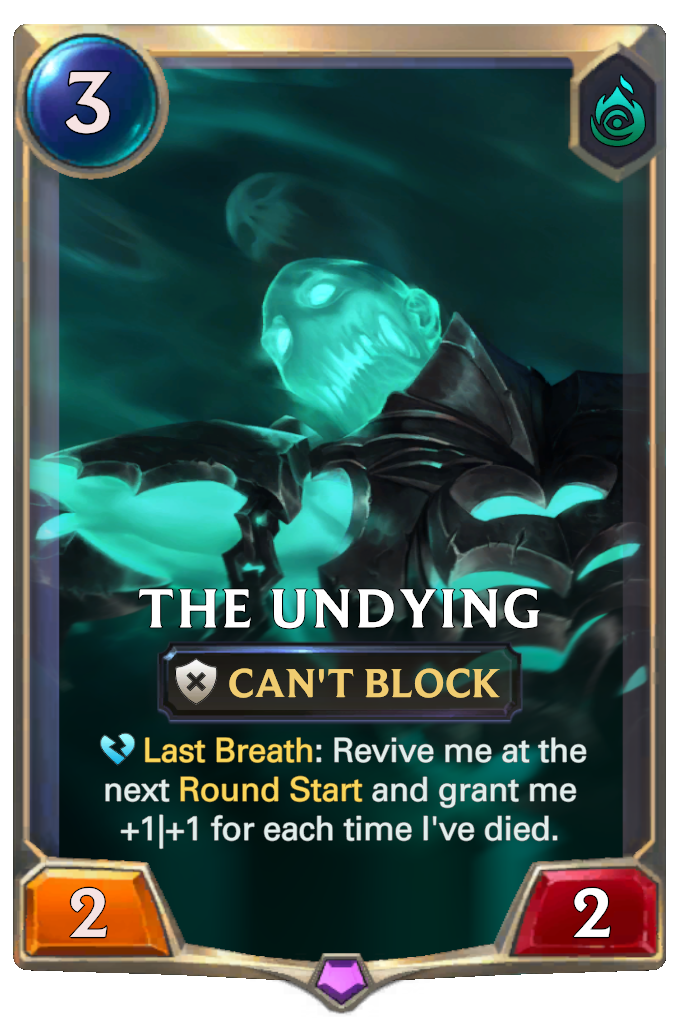 3
THE UNDYING
CAN'T BLOCK
Last Breath: Revive me at the
next Round Start and grant me
+1|+1 for each time I've died.
2 2